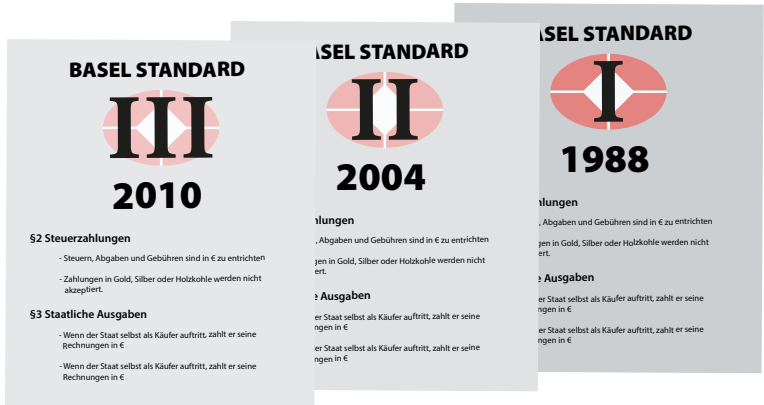 BASEL STANDARD
III
2010
§2 Steuerzahlungen
- Steuern, Abgaben und Gebühren sind in € zu entrichten
- Zahlungen in Gold, Silber oder Holzkohle werden nicht
akzeptiert.
§3 Staatliche Ausgaben
- Wenn der Staat selbst als Käufer auftritt, zahlt er seine
Rechnungen in €
- Wenn der Staat selbst als Käufer auftritt, zahlt er seine
Rechnungen in €
ASEL STANDARD
II
2004
hlungen
, Abgaben und Gebühren sind in € zu entrichten
gen in Gold, Silber oder Holzkohle werden nicht
ert.
e Ausgaben
er Staat selbst als Käufer auftritt, zahlt er seine
ngen in €
er Staat selbst als Käufer auftritt, zahlt er seine
ngen in €
ASEL STANDARD
I
1988
hlungen
, Abgaben und Gebühren sind in € zu entrichten
gen in Gold, Silber oder Holzkohle werden nicht
ert.
e Ausgaben
er Staat selbst als Käufer auftritt, zahlt er seine
ngen in €
er Staat selbst als Käufer auftritt, zahlt er seine
ngen in €